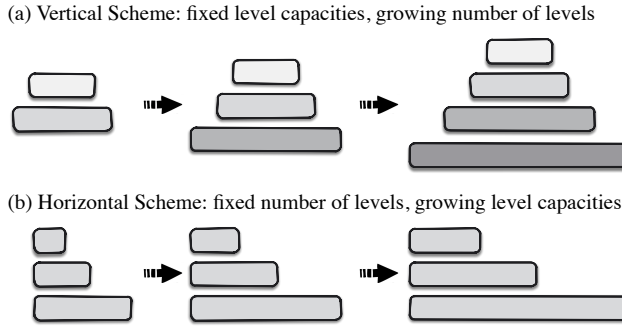 (a) Vertical Scheme: fixed level capacities, growing number of levels
(b) Horizontal Scheme: fixed number of levels, growing level capacities